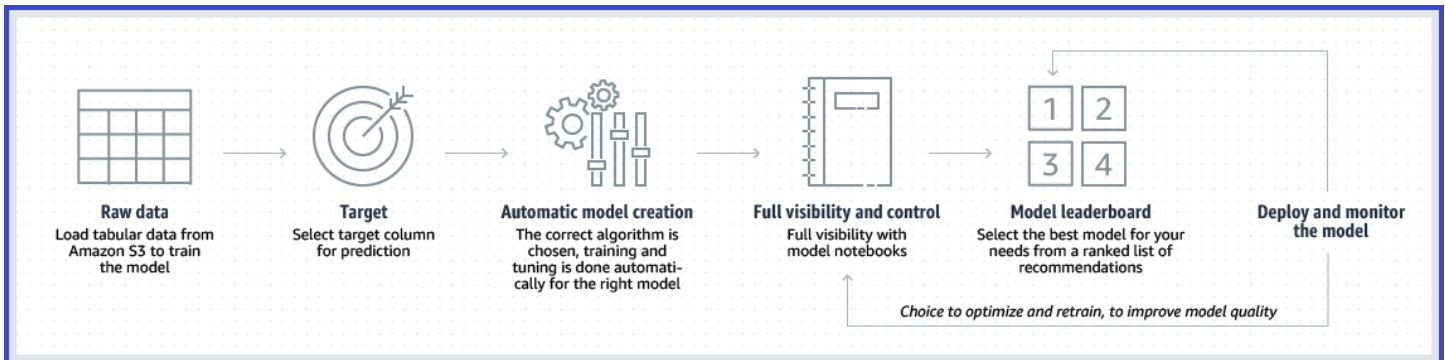 1
2
3
4
Raw data
Load tabular data from
Amazon S3 to train
the model
Target
Select target column
for prediction
Automatic model creation
The correct algorithm is
chosen, training and
tuning is done automati-
cally for the right model
Full visibility and control
Full visibility with
model notebooks
Model leaderboard
Select the best model for your
needs from a ranked list of
recommendations
Deploy and monitor
the model
Choice to optimize and retrain, to improve model quality